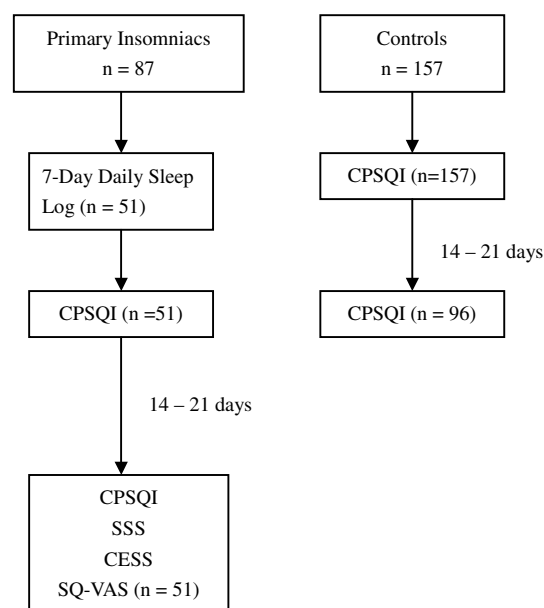 Primary Insomniacs
n = 87
Controls
n = 157
7-Day Daily Sleep
Log (n = 51)
CPSQI (n=157)
14 – 21 days
CPSQI (n =51)
CPSQI (n = 96)
14 – 21 days
CPSQI
SSS
CESS
SQ-VAS (n = 51)